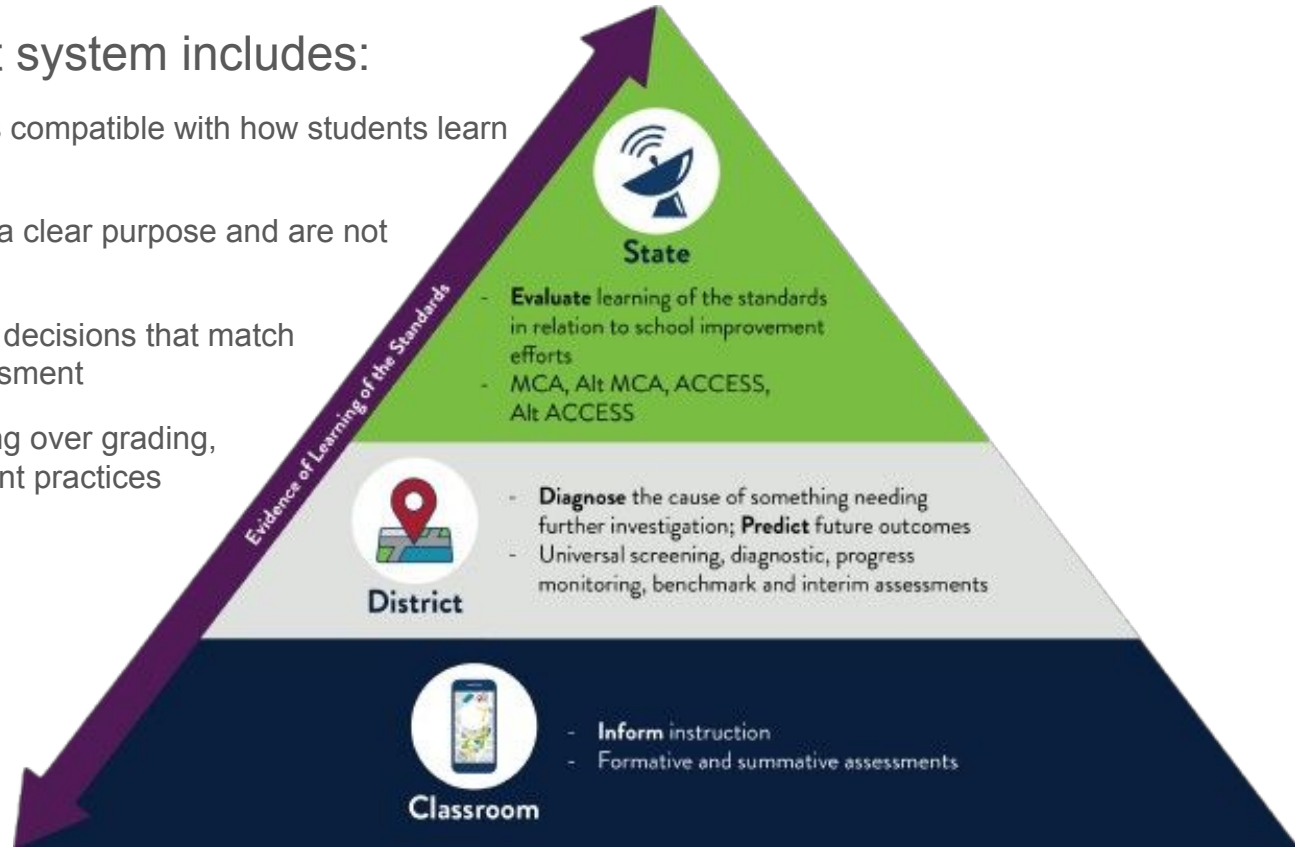 t system includes:
s compatible with how students learn
a clear purpose and are not
decisions that match
sment
ng over grading,
nt practices
Evidence of Learning of the Standards
State
- Evaluate learning of the standards
in relation to school improvement
efforts
- MCA, Alt MCA, ACCESS,
Alt ACCESS
District
- Diagnose the cause of something needing
further investigation; Predict future outcomes
- Universal screening, diagnostic, progress
monitoring, benchmark and interim assessments
Classroom
- Inform instruction
- Formative and summative assessments